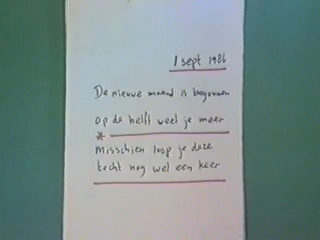 1 sept 1986
De nieuwe maand is begonnen
op de helft weet je meer
*
Misschien loop je deze
tocht nog wel een keer